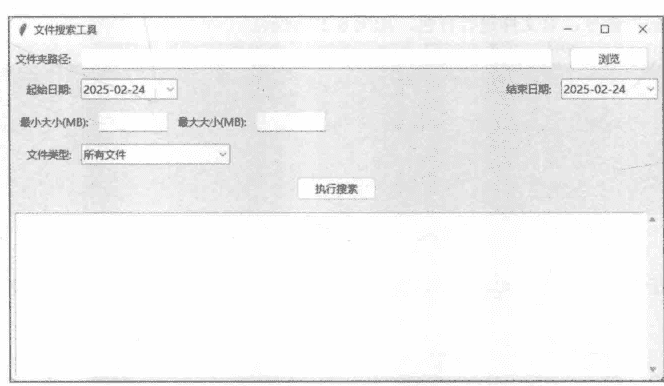 文件搜索工具
文件夹路径: 浏览
起始日期: 2025-02-24 结束日期: 2025-02-24
最小大小(MB): 最大大小(MB):
文件类型: 所有文件
执行搜索